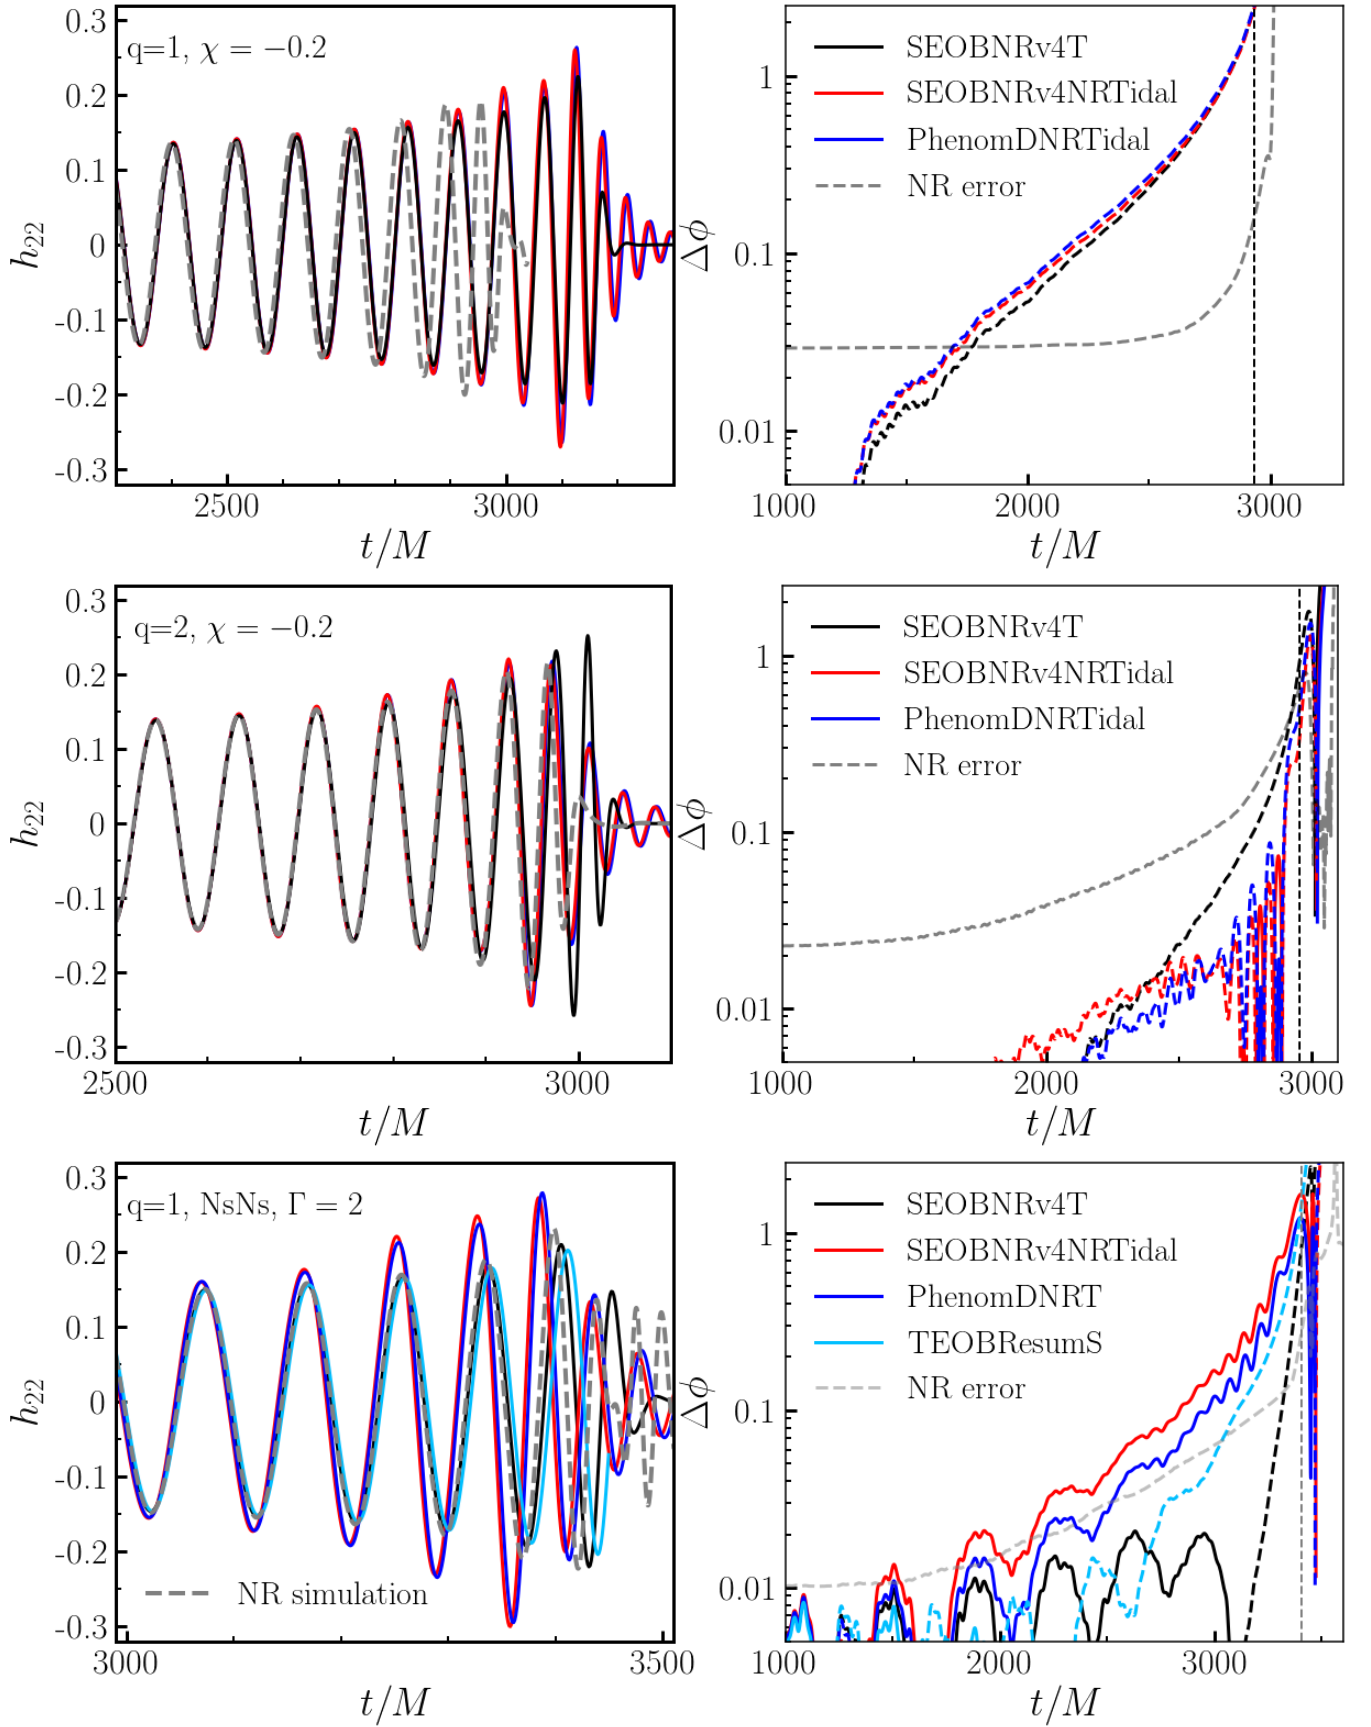 q=1, χ = −0.2
0.3
0.2
0.1
0
-0.1
-0.2
-0.3
h22
2500
3000
t/M
SEOBNRv4T
SEOBNRv4NRTidal
PhenomDNRTidal
NR error
1
0.1
0.01
Δϕ
1000
2000
3000
t/M
q=2, χ = −0.2
0.3
0.2
0.1
0
-0.1
-0.2
-0.3
h22
2500
3000
t/M
SEOBNRv4T
SEOBNRv4NRTidal
PhenomDNRTidal
NR error
1
0.1
0.01
Δϕ
1000
2000
3000
t/M
q=1, NsNs, Γ = 2
0.3
0.2
0.1
0
-0.1
-0.2
-0.3
h22
NR simulation
3000
3500
t/M
SEOBNRv4T
SEOBNRv4NRTidal
PhenomDNRT
TEOBResumS
NR error
1
0.1
0.01
Δϕ
1000
2000
3000
t/M